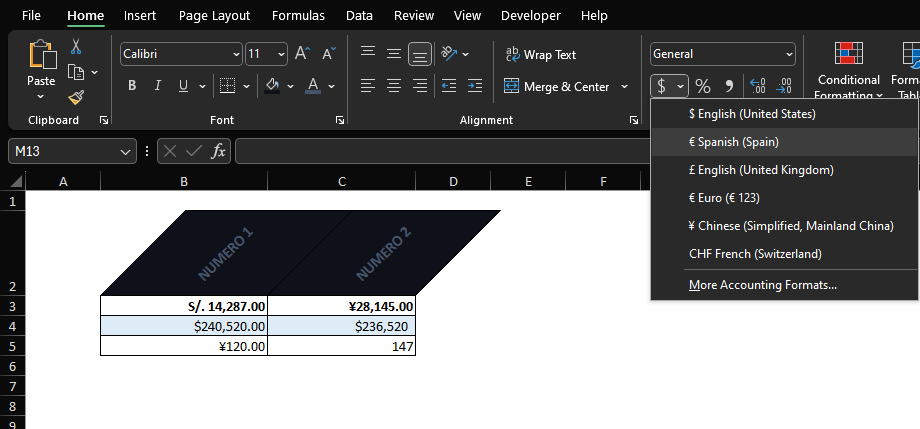 File Home Insert Page Layout Formulas Data Review View Developer Help
Paste
Clipboard
Calibri 11 A A
B I U A
Font
ab Wrap Text
Merge & Center
Alignment
General
$ % 9
Conditional Formatting
Form
Tabl
$ English (United States)
€ Spanish (Spain)
£ English (United Kingdom)
€ Euro (€ 123)
¥ Chinese (Simplified, Mainland China)
CHF French (Switzerland)
More Accounting Formats...
M13 fx
A B C D E F
1
2 NUMERO 1 NUMERO 2
3 S/. 14,287.00 ¥28,145.00
4 $240,520.00 $236,520
5 ¥120.00 147
6
7
8
9